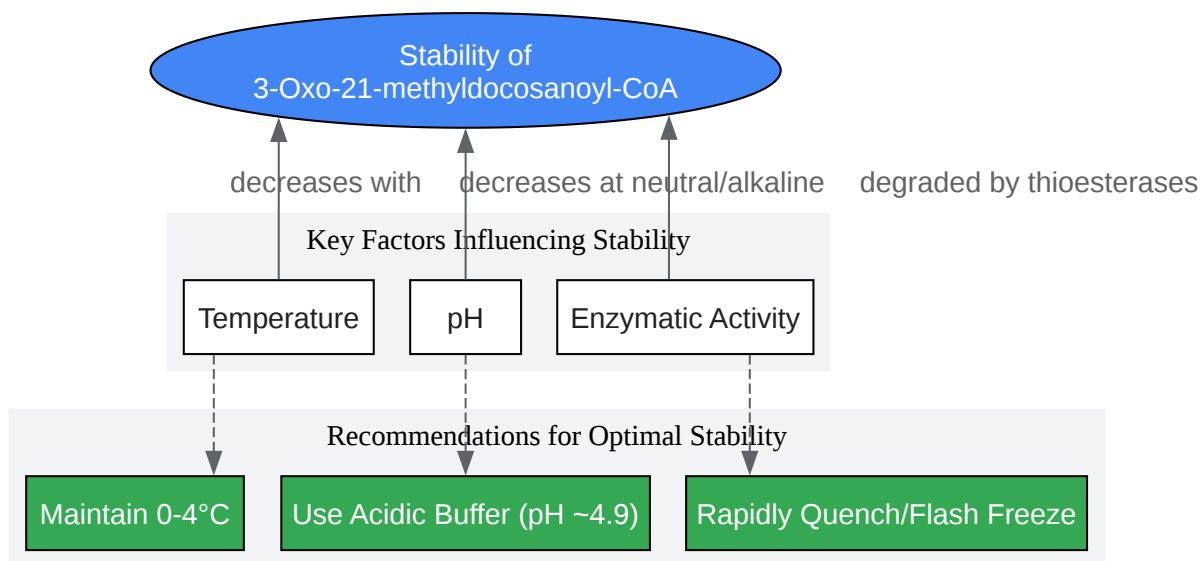 Stability of
3-Oxo-21-methyldocosanoyl-CoA
decreases with
decreases at neutral/alkaline
degraded by thioesterases
Key Factors Influencing Stability
Temperature
pH
Enzymatic Activity
Recommendations for Optimal Stability
Maintain 0-4°C
Use Acidic Buffer (pH ~4.9)
Rapidly Quench/Flash Freeze